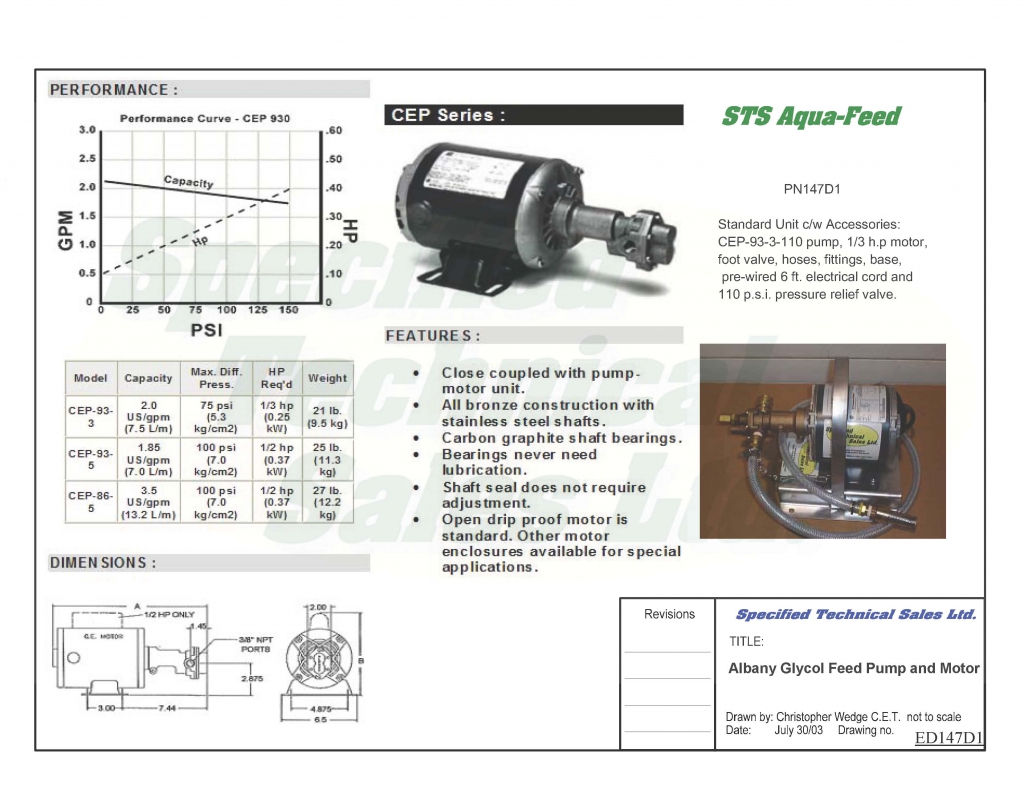 PERFORMANCE :
Performance Curve - CEP 930
3.0
2.5
2.0
1.5
1.0
0.5
0
GPM
Capacity
Hp
.60
.50
.40
.30
.20
.10
0
HP
0 25 50 75 100 125 150
PSI
Model Capacity Max. Diff. Press. HP Req'd Weight
CEP-93-3 2.0 US/gpm (7.5 L/m) 75 psi (5.3 kg/cm2) 1/3 hp (0.25 kW) 21 lb. (9.5 kg)
CEP-93-5 1.85 US/gpm (7.0 L/m) 100 psi (7.0 kg/cm2) 1/2 hp (0.37 kW) 25 lb. (11.3 kg)
CEP-86-5 3.5 US/gpm (13.2 L/m) 100 psi (7.0 kg/cm2) 1/2 hp (0.37 kW) 27 lb. (12.2 kg)
DIMENSIONS :
A
1/2 HP ONLY
1.45
G.E. MOTOR
3/8" NPT
PORTS
2.875
3.00
7.44
2.00
B
4.875
6.5
CEP Series :
FEATURES :
• Close coupled with pump-
motor unit.
• All bronze construction with
stainless steel shafts.
• Carbon graphite shaft bearings.
• Bearings never need
lubrication.
• Shaft seal does not require
adjustment.
• Open drip proof motor is
standard. Other motor
enclosures available for special
applications.
Specified
Technical
Sales Ltd.
STS Aqua-Feed
PN147D1
Standard Unit c/w Accessories:
CEP-93-3-110 pump, 1/3 h.p motor,
foot valve, hoses, fittings, base,
pre-wired 6 ft. electrical cord and
110 p.s.i. pressure relief valve.
Specified
Technical
Sales Ltd.
Revisions
Specified Technical Sales Ltd.
TITLE:
Albany Glycol Feed Pump and Motor
Drawn by: Christopher Wedge C.E.T. not to scale
Date: July 30/03 Drawing no. ED147D1